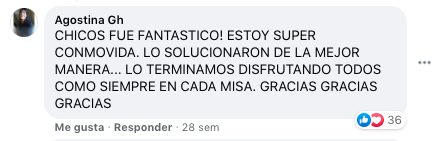 Agostina Gh
CHICOS FUE FANTASTICO! ESTOY SUPER
CONMOVIDA. LO SOLUCIONARON DE LA MEJOR
MANERA... LO TERMINAMOS DISFRUTANDO TODOS
COMO SIEMPRE EN CADA MISA. GRACIAS GRACIAS
GRACIAS
36
Me gusta · Responder · 28 sem